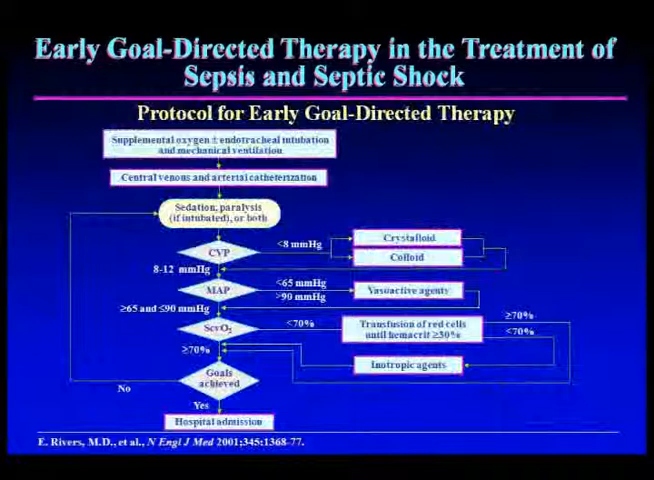 Early Goal-Directed Therapy in the Treatment of
Sepsis and Septic Shock
Protocol for Early Goal-Directed Therapy
Supplemental oxygen ± endotracheal intubation
and mechanical ventilation
Central venous and arterial catheterization
Sedation, paralysis
(if intubated), or both
CVP
<8 mmHg
Crystalloid
Colloid
8-12 mmHg
MAP
<65 mmHg
>90 mmHg
Vasoactive agents
≥65 and ≤90 mmHg
ScvO₂
<70%
Transfusion of red cells
until hemacrit ≥30%
≥70%
<70%
≥70%
Inotropic agents
Goals
achieved
No
Yes
Hospital admission
E. Rivers, M.D., et al., N Engl J Med 2001;345:1368-77.